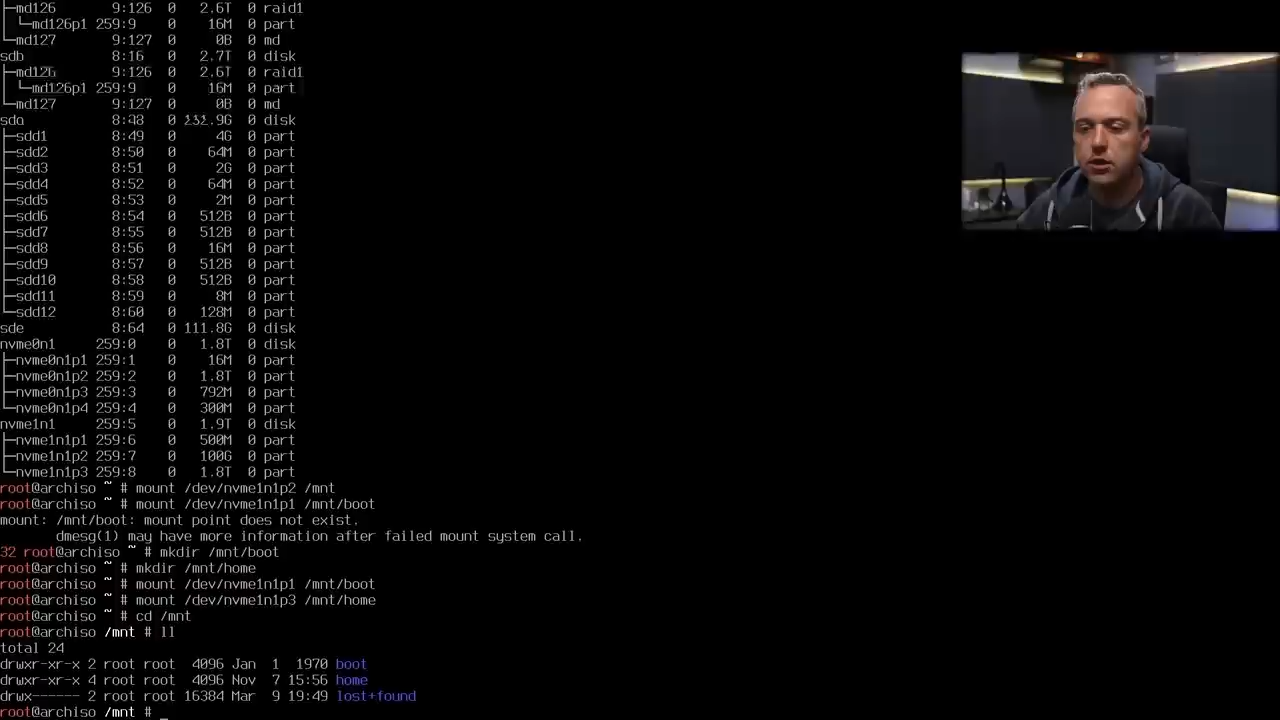 ├─md126       9:126  0   2.6T  0 raid1
│ └─md126p1 259:9    0    16M  0 part
└─md127       9:127  0     0B  0 md
sdb           8:16   0   2.7T  0 disk
├─md126       9:126  0   2.6T  0 raid1
│ └─md126p1 259:9    0    16M  0 part
└─md127       9:127  0     0B  0 md
8:48   0  0 disk
├─sdd1        8:49   0     4G  0 part
├─sdd2        8:50   0    64M  0 part
├─sdd3        8:51   0     2G  0 part
├─sdd4        8:52   0    64M  0 part
├─sdd5        8:53   0     2M  0 part
├─sdd6        8:54   0   512B  0 part
├─sdd7        8:55   0   512B  0 part
├─sdd8        8:56   0    16M  0 part
├─sdd9        8:57   0   512B  0 part
├─sdd10       8:58   0   512B  0 part
├─sdd11       8:59   0     8M  0 part
└─sdd12       8:60   0   128M  0 part
sde           8:64   0 111.8G  0 disk
nvme0n1     259:0    0   1.8T  0 disk
├─nvme0n1p1 259:1    0    16M  0 part
├─nvme0n1p2 259:2    0   1.8T  0 part
├─nvme0n1p3 259:3    0   792M  0 part
└─nvme0n1p4 259:4    0   300M  0 part
nvme1n1     259:5    0   1.9T  0 disk
├─nvme1n1p1 259:6    0   500M  0 part
├─nvme1n1p2 259:7    0   100G  0 part
└─nvme1n1p3 259:8    0   1.8T  0 part
root@archiso ~ # mount /dev/nvme1n1p2 /mnt
root@archiso ~ # mount /dev/nvme1n1p1 /mnt/boot
mount: /mnt/boot: mount point does not exist.
       dmesg(1) may have more information after failed mount system call.
32 root@archiso ~ # mkdir /mnt/boot
root@archiso ~ # mkdir /mnt/home
root@archiso ~ # mount /dev/nvme1n1p1 /mnt/boot
root@archiso ~ # mount /dev/nvme1n1p3 /mnt/home
root@archiso ~ # cd /mnt
root@archiso /mnt # ll
total 24
drwxr-xr-x 2 root root  4096 Jan  1  1970 boot
drwxr-xr-x 4 root root  4096 Nov  7 15:56 home
drwx------ 2 root root 16384 Mar  9 19:49 lost+found
root@archiso /mnt # _